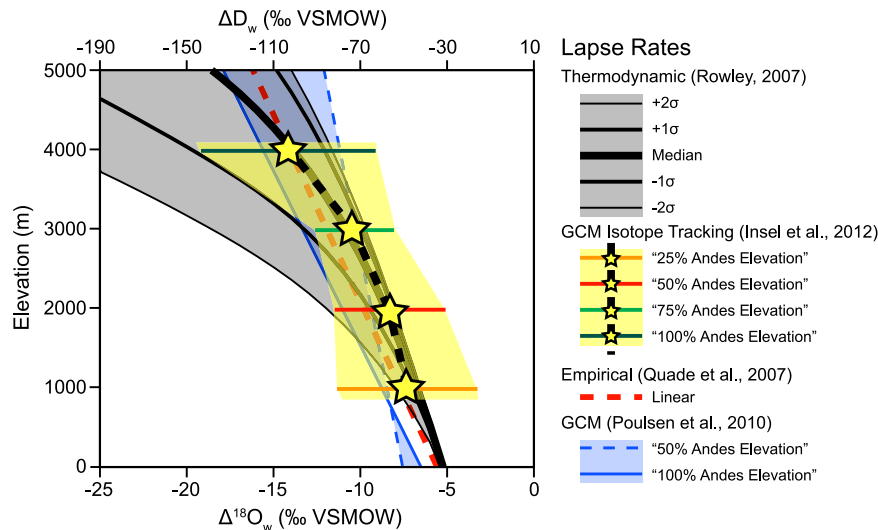 ΔD_w (‰ VSMOW)
-190 -150 -110 -70 -30 10
5000
4000
3000
2000
1000
0
Elevation (m)
-25 -20 -15 -10 -5 0
Δ¹⁸O_w (‰ VSMOW)
Lapse Rates
Thermodynamic (Rowley, 2007)
+2σ
+1σ
Median
-1σ
-2σ
GCM Isotope Tracking (Insel et al., 2012)
“25% Andes Elevation”
“50% Andes Elevation”
“75% Andes Elevation”
“100% Andes Elevation”
Empirical (Quade et al., 2007)
Linear
GCM (Poulsen et al., 2010)
“50% Andes Elevation”
“100% Andes Elevation”